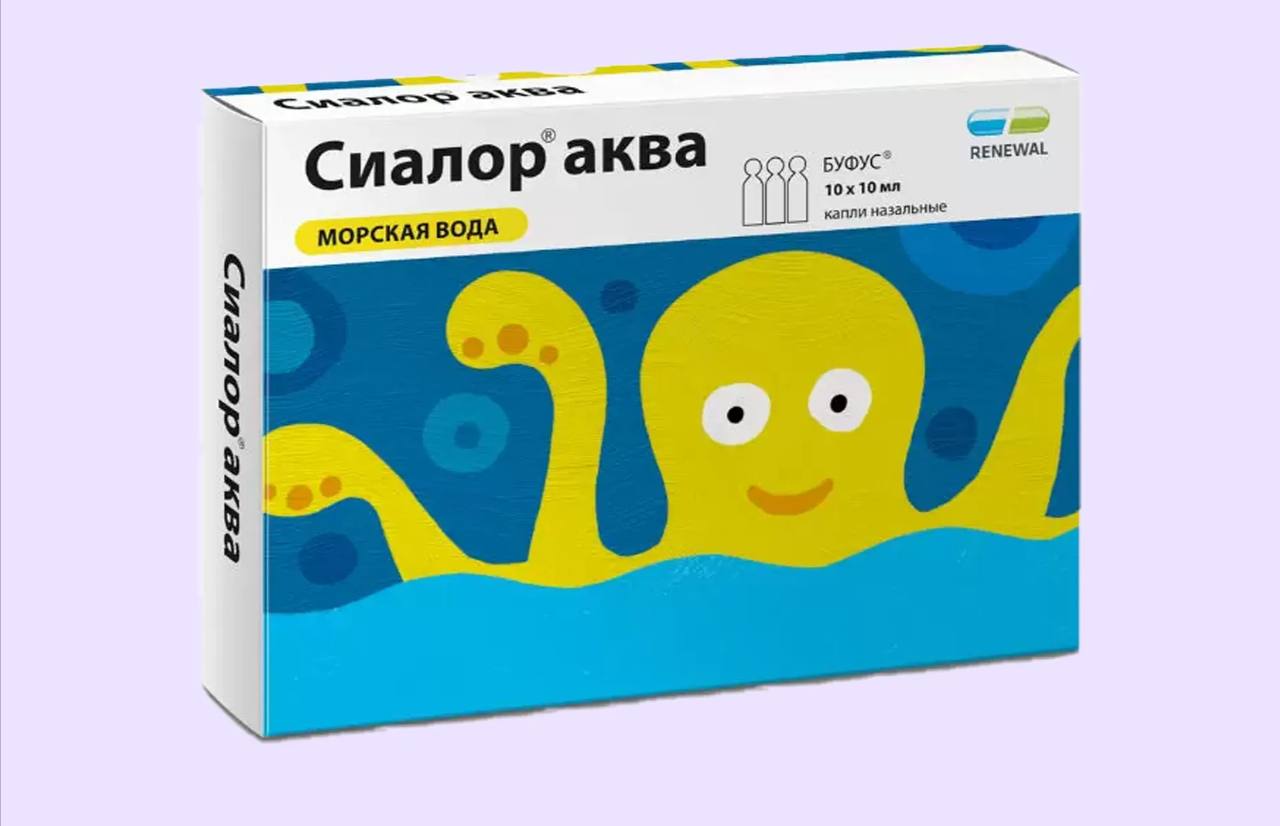 Сиалор аква
Сиалор® аква
МОРСКАЯ ВОДА
БУФУС®
10 x 10 мл
капли назальные
RENEWAL
Сиалор® аква